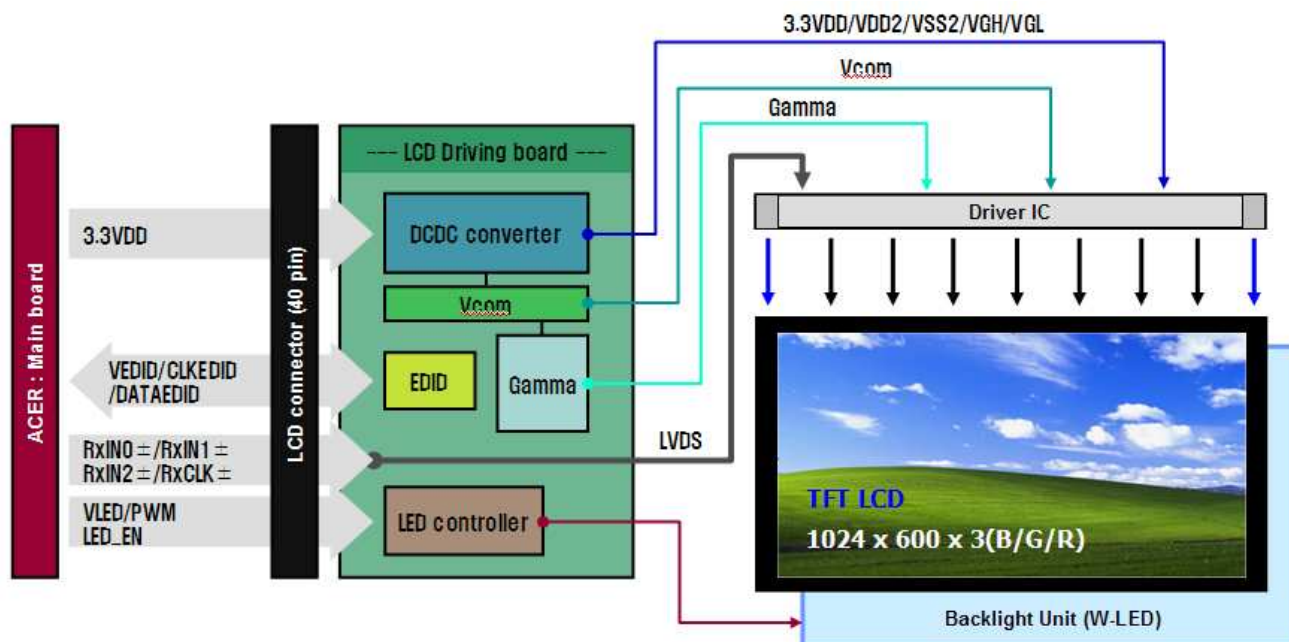 3.3VDD/VDD2/VSS2/VGH/VGL
Vcom
Gamma
ACER : Main board
LCD connector (40 pin)
--- LCD Driving board ---
3.3VDD
DCDC converter
Vcom
VEDID/CLKEDID
/DATAEDID
EDID
Gamma
RxIN0 ± /RxIN1 ±
RxIN2 ± /RxCLK ±
LVDS
VLED/PWM
LED_EN
LED controller
Driver IC
TFT LCD
1024 x 600 x 3(B/G/R)
Backlight Unit (W-LED)